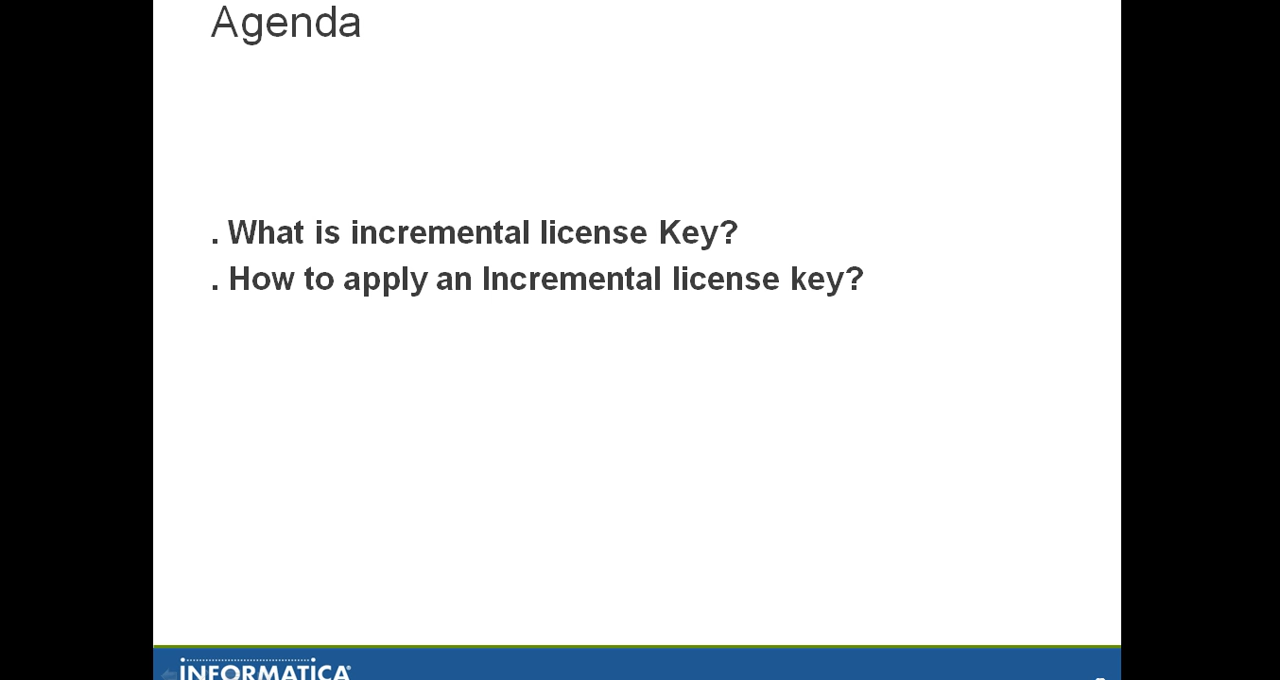 Agenda
. What is incremental license Key?
. How to apply an Incremental license key?
INFORMATICA